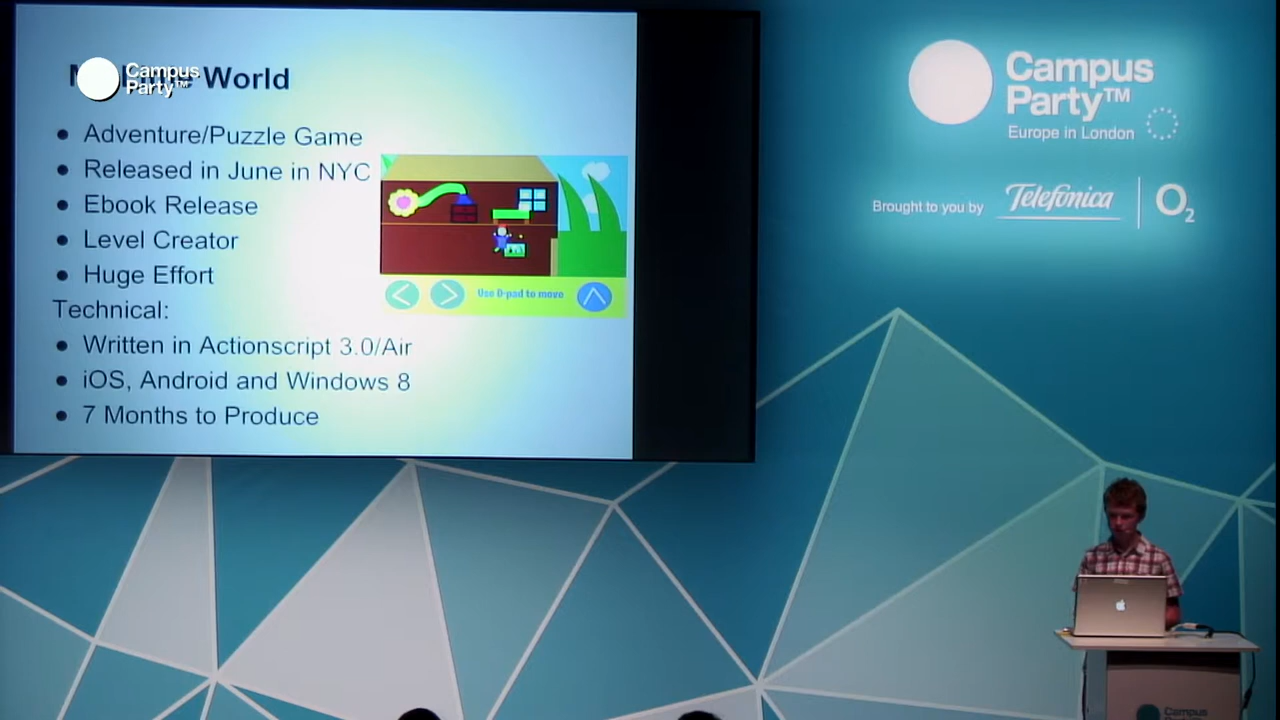 World
Campus
Party™
Adventure/Puzzle Game
Released in June in NYC
Ebook Release
Level Creator
Huge Effort
Technical:
Written in Actionscript 3.0/Air
iOS, Android and Windows 8
7 Months to Produce
Use D-pad to move
Campus
Party™
Europe in London
Brought to you by Telefónica O2
Campus